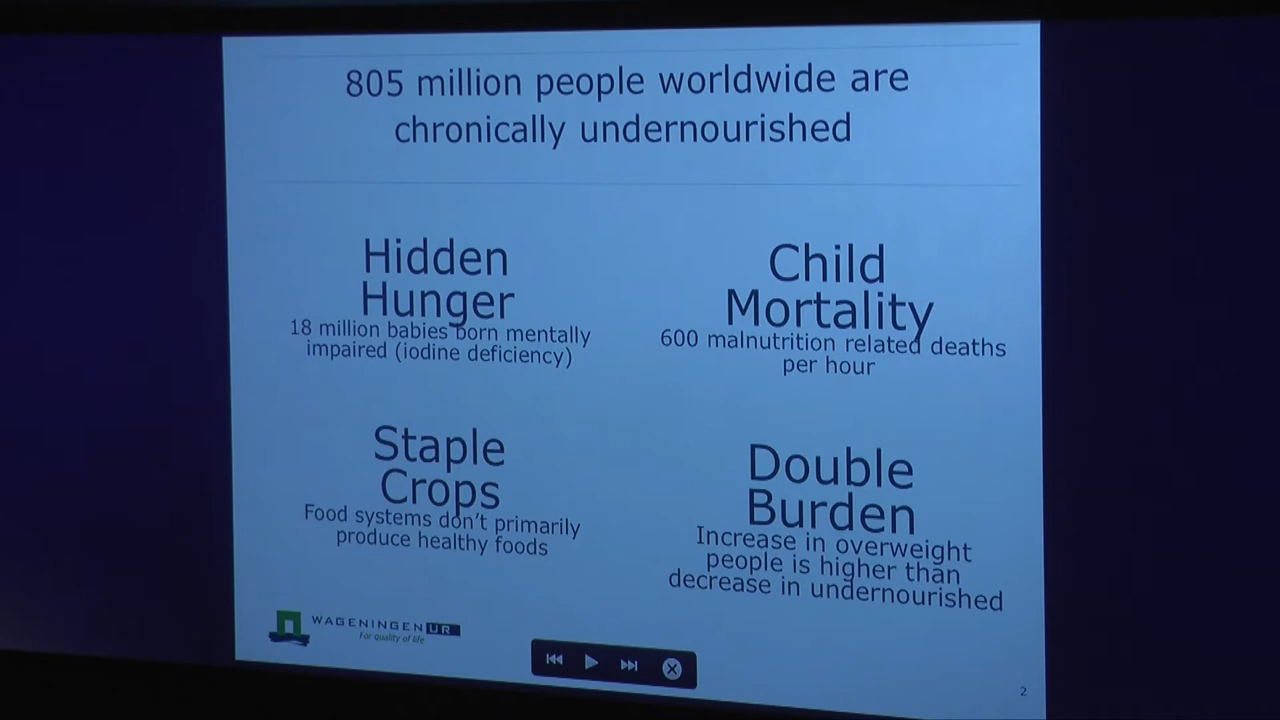 805 million people worldwide are
chronically undernourished
Hidden
Hunger
18 million babies born mentally
impaired (iodine deficiency)
Child
Mortality
600 malnutrition related deaths
per hour
Staple
Crops
Food systems don't primarily
produce healthy foods
Double
Burden
Increase in overweight
people is higher than
decrease in undernourished
WAGENINGEN UR
For quality of life
2